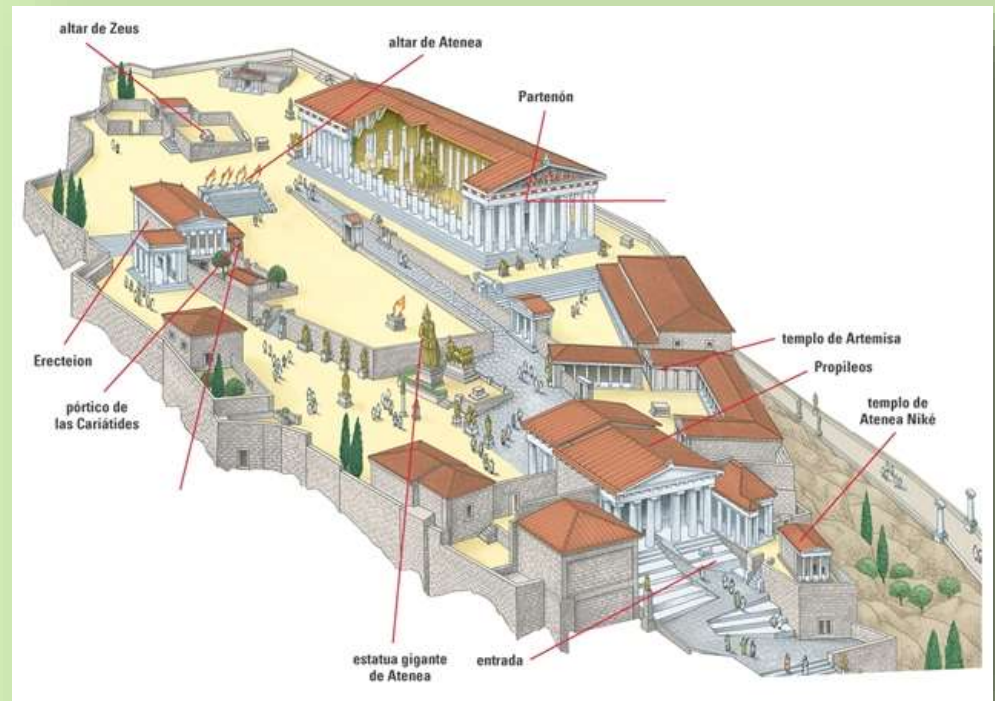 altar de Zeus
altar de Atenea
Partenón
templo de Artemisa
Propileos
templo de
Atenea Niké
Erecteion
pórtico de
las Cariátides
estatua gigante
de Atenea
entrada